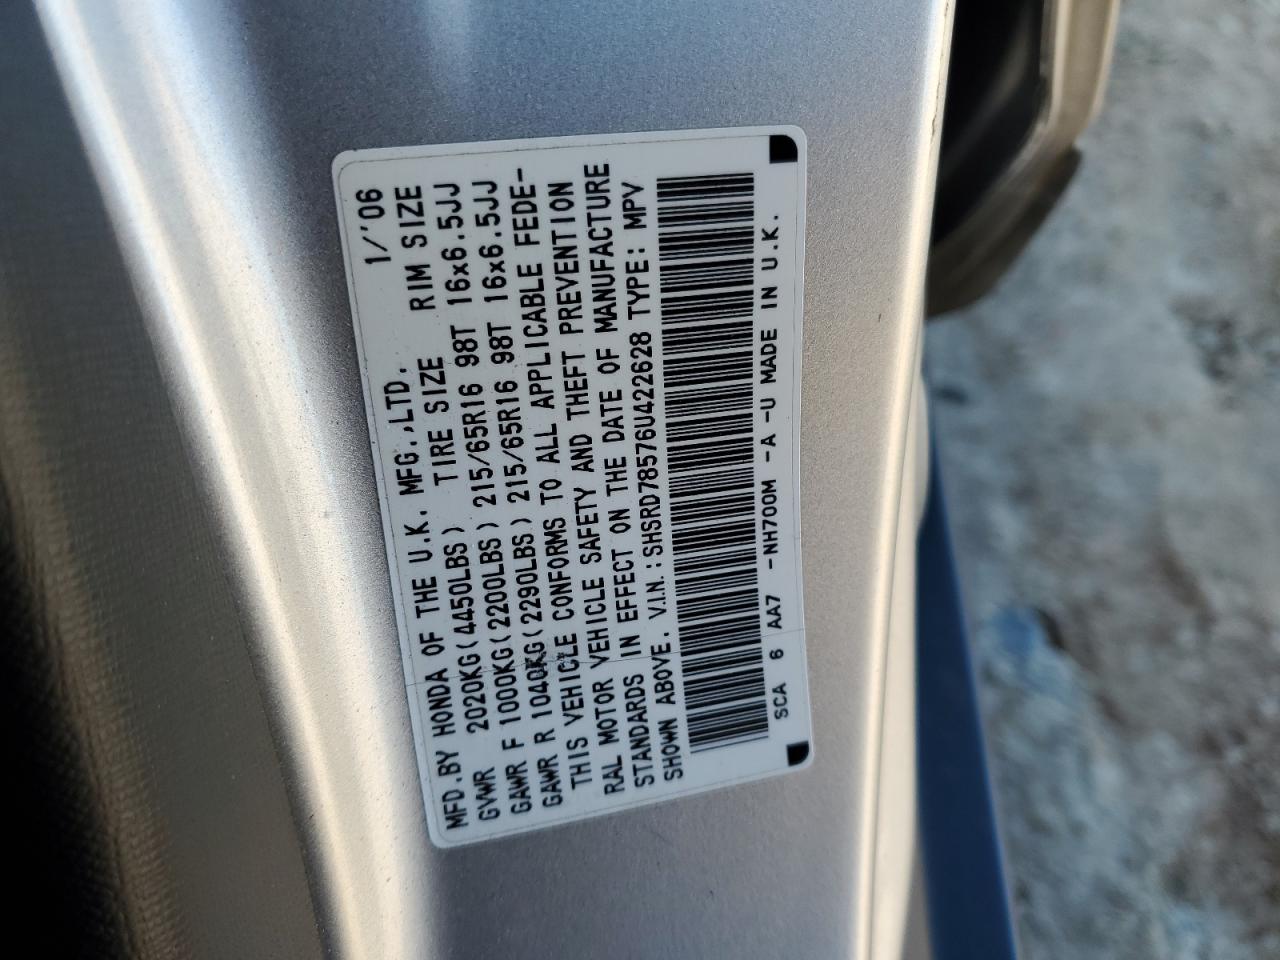 MFD.BY HONDA OF THE U.K. MFG.,LTD. 1/'06
GVWR 2020KG(4450LBS) TIRE SIZE RIM SIZE
GAWR F 1000KG(2200LBS) 215/65R16 98T 16x6.5JJ
GAWR R 1040KG(2290LBS) 215/65R16 98T 16x6.5JJ
THIS VEHICLE CONFORMS TO ALL APPLICABLE FEDE-
RAL MOTOR VEHICLE SAFETY AND THEFT PREVENTION
STANDARDS IN EFFECT ON THE DATE OF MANUFACTURE
SHOWN ABOVE. V.I.N.:SHSRD78576U422628 TYPE: MPV
SCA 6 AA7 -NH700M -A -U MADE IN U.K.